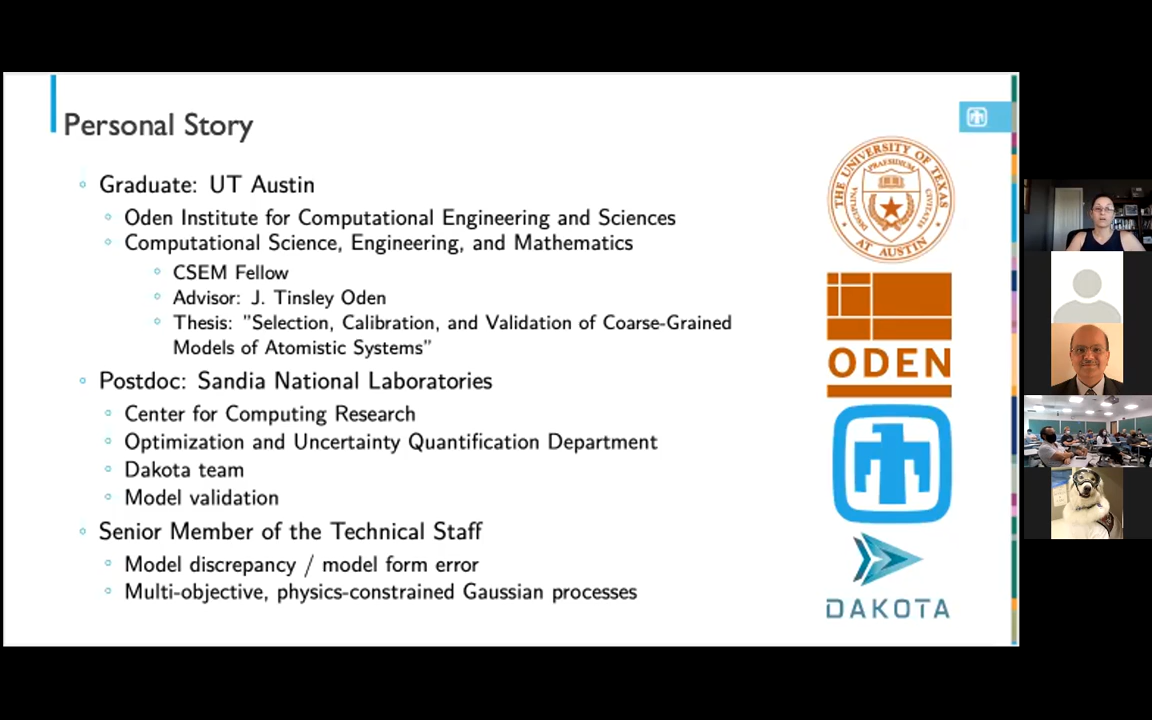 Personal Story
Graduate: UT Austin
Oden Institute for Computational Engineering and Sciences
Computational Science, Engineering, and Mathematics
CSEM Fellow
Advisor: J. Tinsley Oden
Thesis: "Selection, Calibration, and Validation of Coarse-Grained
Models of Atomistic Systems"
Postdoc: Sandia National Laboratories
Center for Computing Research
Optimization and Uncertainty Quantification Department
Dakota team
Model validation
Senior Member of the Technical Staff
Model discrepancy / model form error
Multi-objective, physics-constrained Gaussian processes
THE UNIVERSITY OF TEXAS
AT AUSTIN
PRAESIDIUM
DISCIPLINA
CIVITATIS
ODEN
DAKOTA